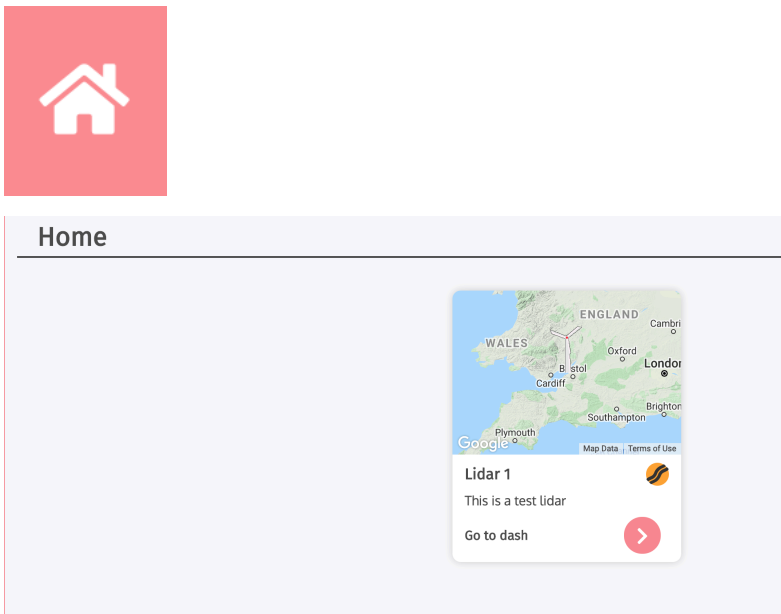 Home
ENGLAND
Cambri
WALES
Oxford
London
Bristol
Cardiff
Brighton
Southampton
Plymouth
Google
Map Data
Terms of Use
Lidar 1
This is a test lidar
Go to dash